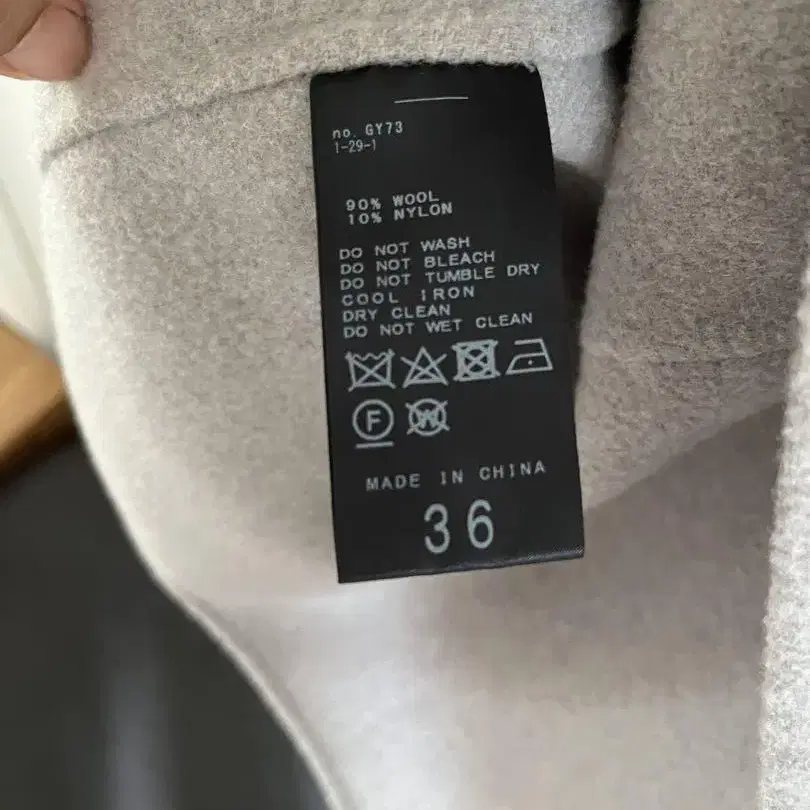 no. GY73
1-29-1
90% WOOL
10% NYLON
DO NOT WASH
DO NOT BLEACH
DO NOT TUMBLE DRY
COOL IRON
DRY CLEAN
DO NOT WET CLEAN
F W
MADE IN CHINA
36